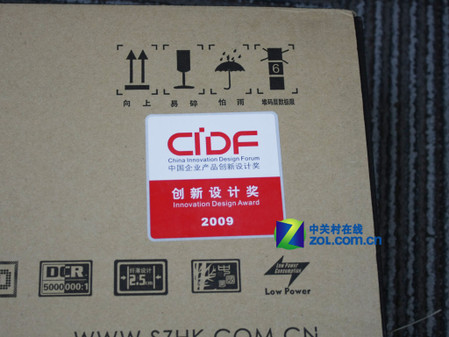 6
向上 易碎 怕雨 堆码层数极限
CIDF
China Innovation Design Forum
中国企业产品创新设计奖
创新设计奖
Innovation Design Award
2009
中关村在线
ZOL.com.cn
DCR
5000000:1
2.5cm
LOW POWER
CONSUMPTION
Low Power
WWW.SZHK.COM.CN